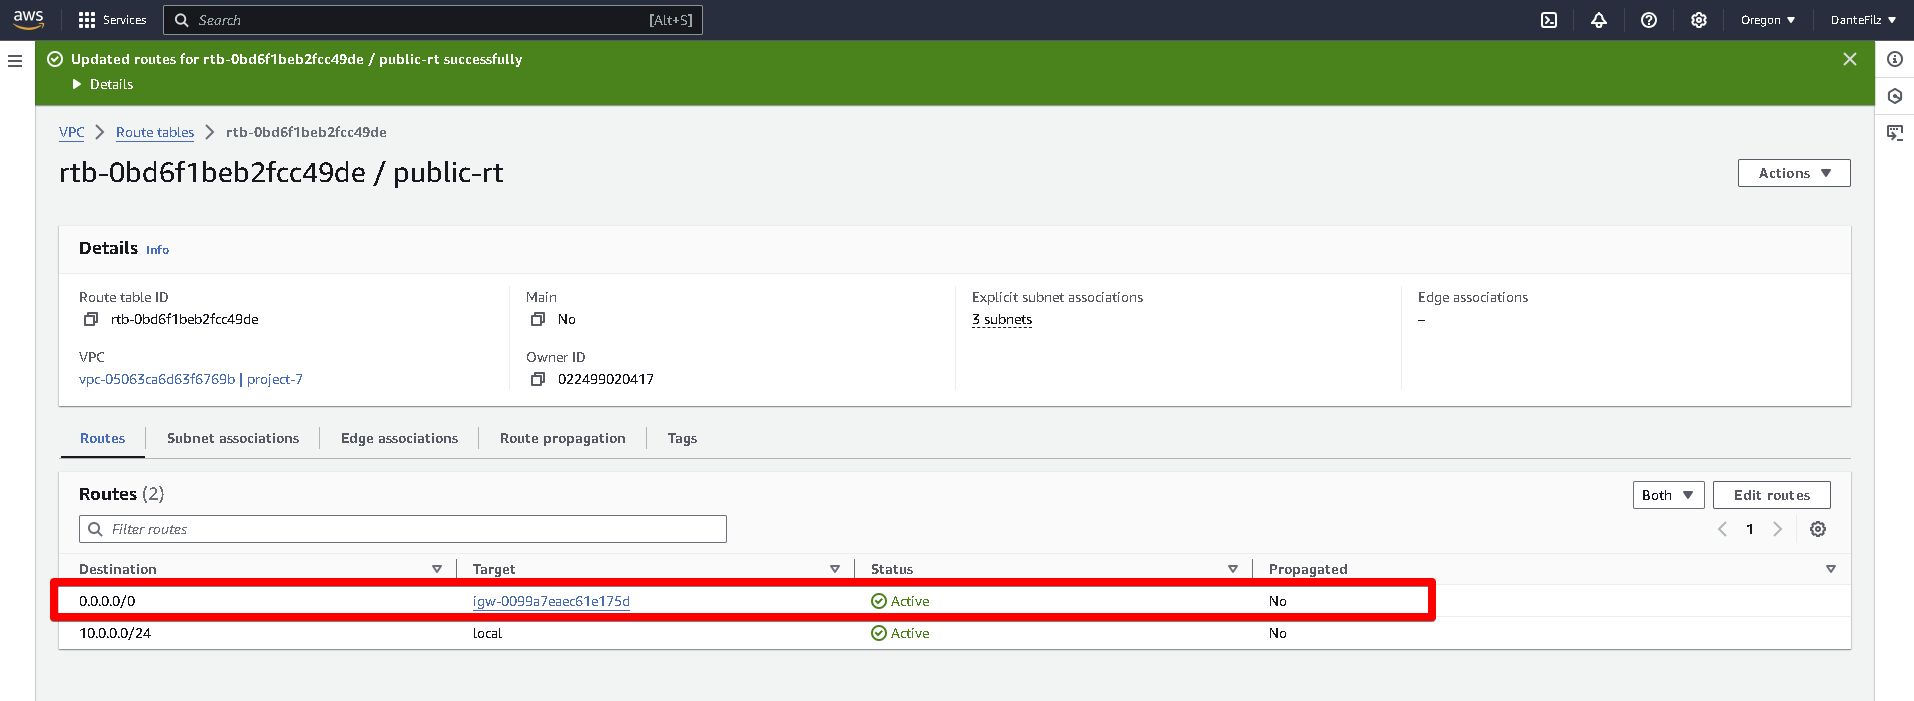 aws Services Search [Alt+S] Oregon DanteFilz
Updated routes for rtb-0bd6f1beb2fcc49de / public-rt successfully
Details
VPC Route tables rtb-0bd6f1beb2fcc49de
rtb-0bd6f1beb2fcc49de / public-rt
Actions
Details Info
Route table ID Main Explicit subnet associations Edge associations
rtb-0bd6f1beb2fcc49de No 3 subnets –
VPC Owner ID
vpc-05063ca6d63f6769b | project-7 022499020417
Routes Subnet associations Edge associations Route propagation Tags
Routes (2) Both Edit routes
Filter routes 1
Destination Target Status Propagated
0.0.0.0/0 igw-0099a7eaec61e175d Active No
10.0.0.0/24 local Active No